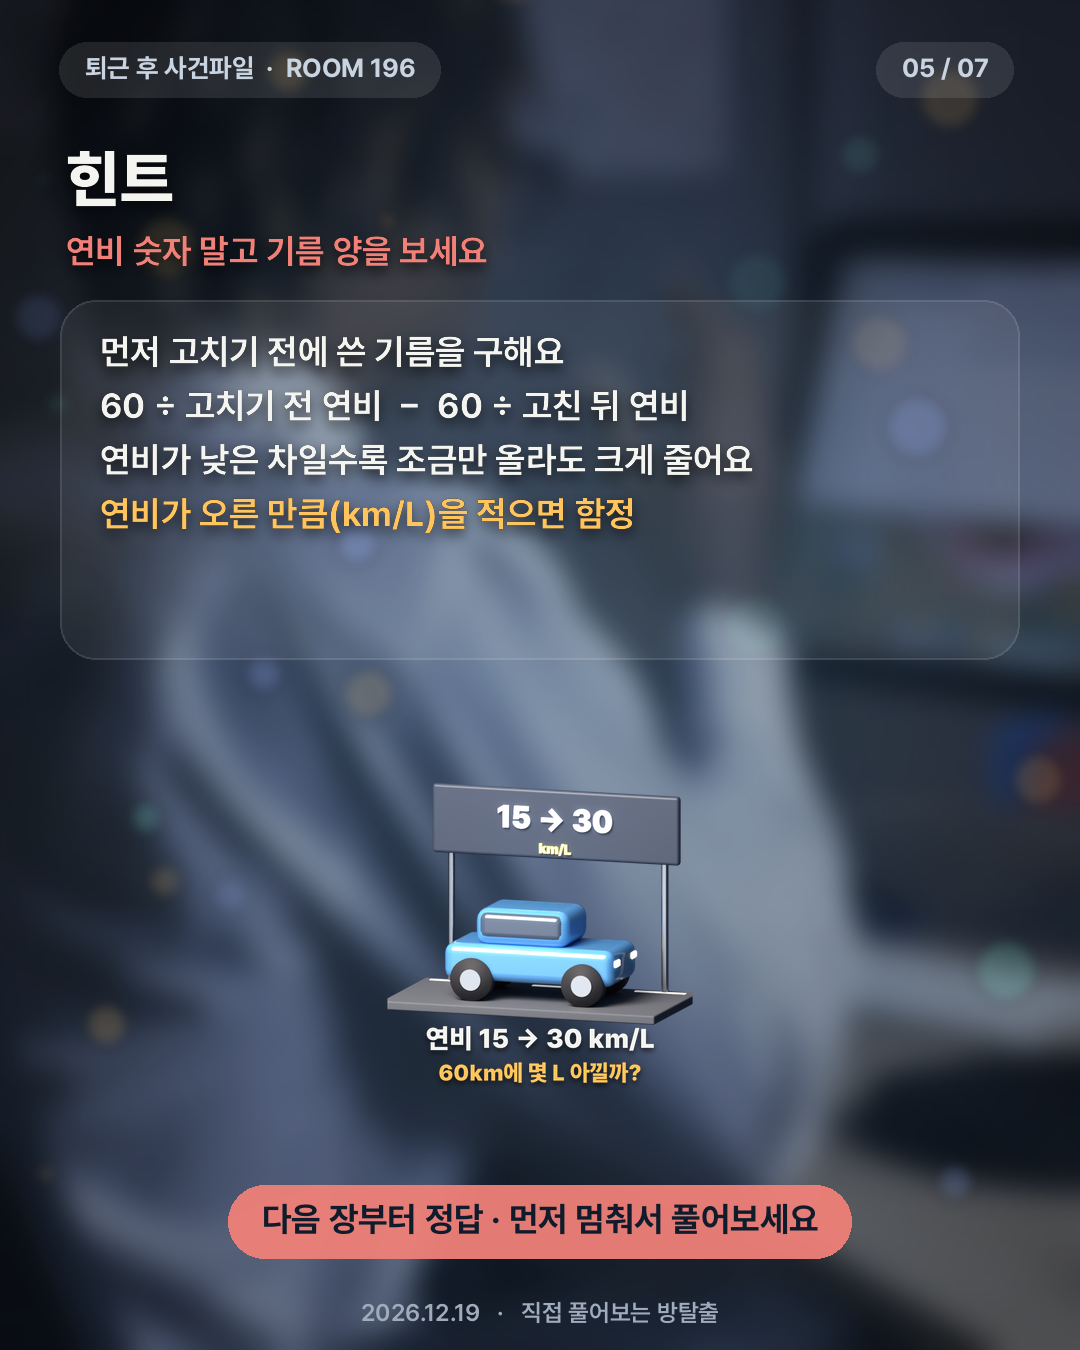 퇴근 후 사건파일 · ROOM 196
05 / 07
힌트
연비 숫자 말고 기름 양을 보세요
먼저 고치기 전에 쓴 기름을 구해요
60 ÷ 고치기 전 연비 − 60 ÷ 고친 뒤 연비
연비가 낮은 차일수록 조금만 올라도 크게 줄어요
연비가 오른 만큼(km/L)을 적으면 함정
15 → 30
km/L
연비 15 → 30 km/L
60km에 몇 L 아낄까?
다음 장부터 정답 · 먼저 멈춰서 풀어보세요
2026.12.19 · 직접 풀어보는 방탈출